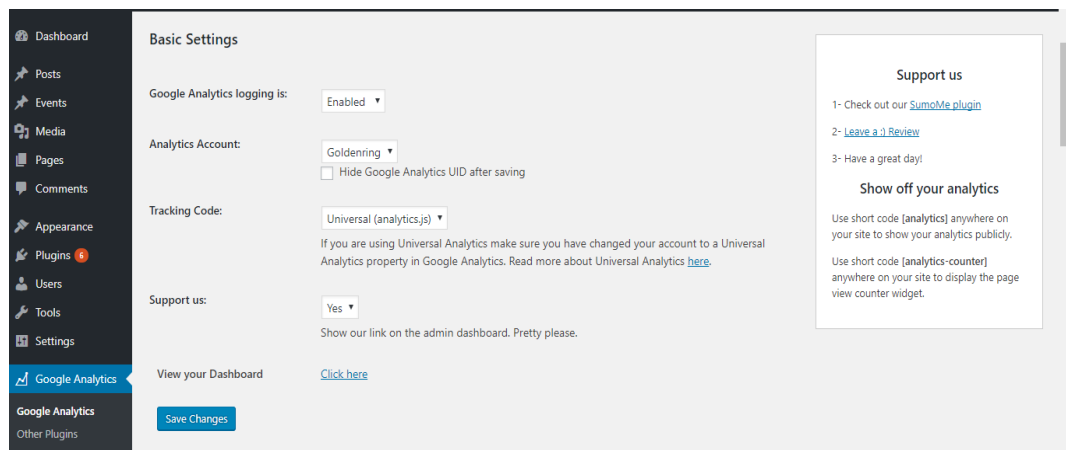 Dashboard
Posts
Events
Media
Pages
Comments
Appearance
Plugins 6
Users
Tools
Settings
Google Analytics
Google Analytics
Other Plugins
Basic Settings
Google Analytics logging is: Enabled
Analytics Account: Goldenring
Hide Google Analytics UID after saving
Tracking Code: Universal (analytics.js)
If you are using Universal Analytics make sure you have changed your account to a Universal
Analytics property in Google Analytics. Read more about Universal Analytics here.
Support us: Yes
Show our link on the admin dashboard. Pretty please.
View your Dashboard Click here
Save Changes
Support us
1- Check out our SumoMe plugin
2- Leave a :) Review
3- Have a great day!
Show off your analytics
Use short code [analytics] anywhere on
your site to show your analytics publicly.
Use short code [analytics-counter]
anywhere on your site to display the page
view counter widget.